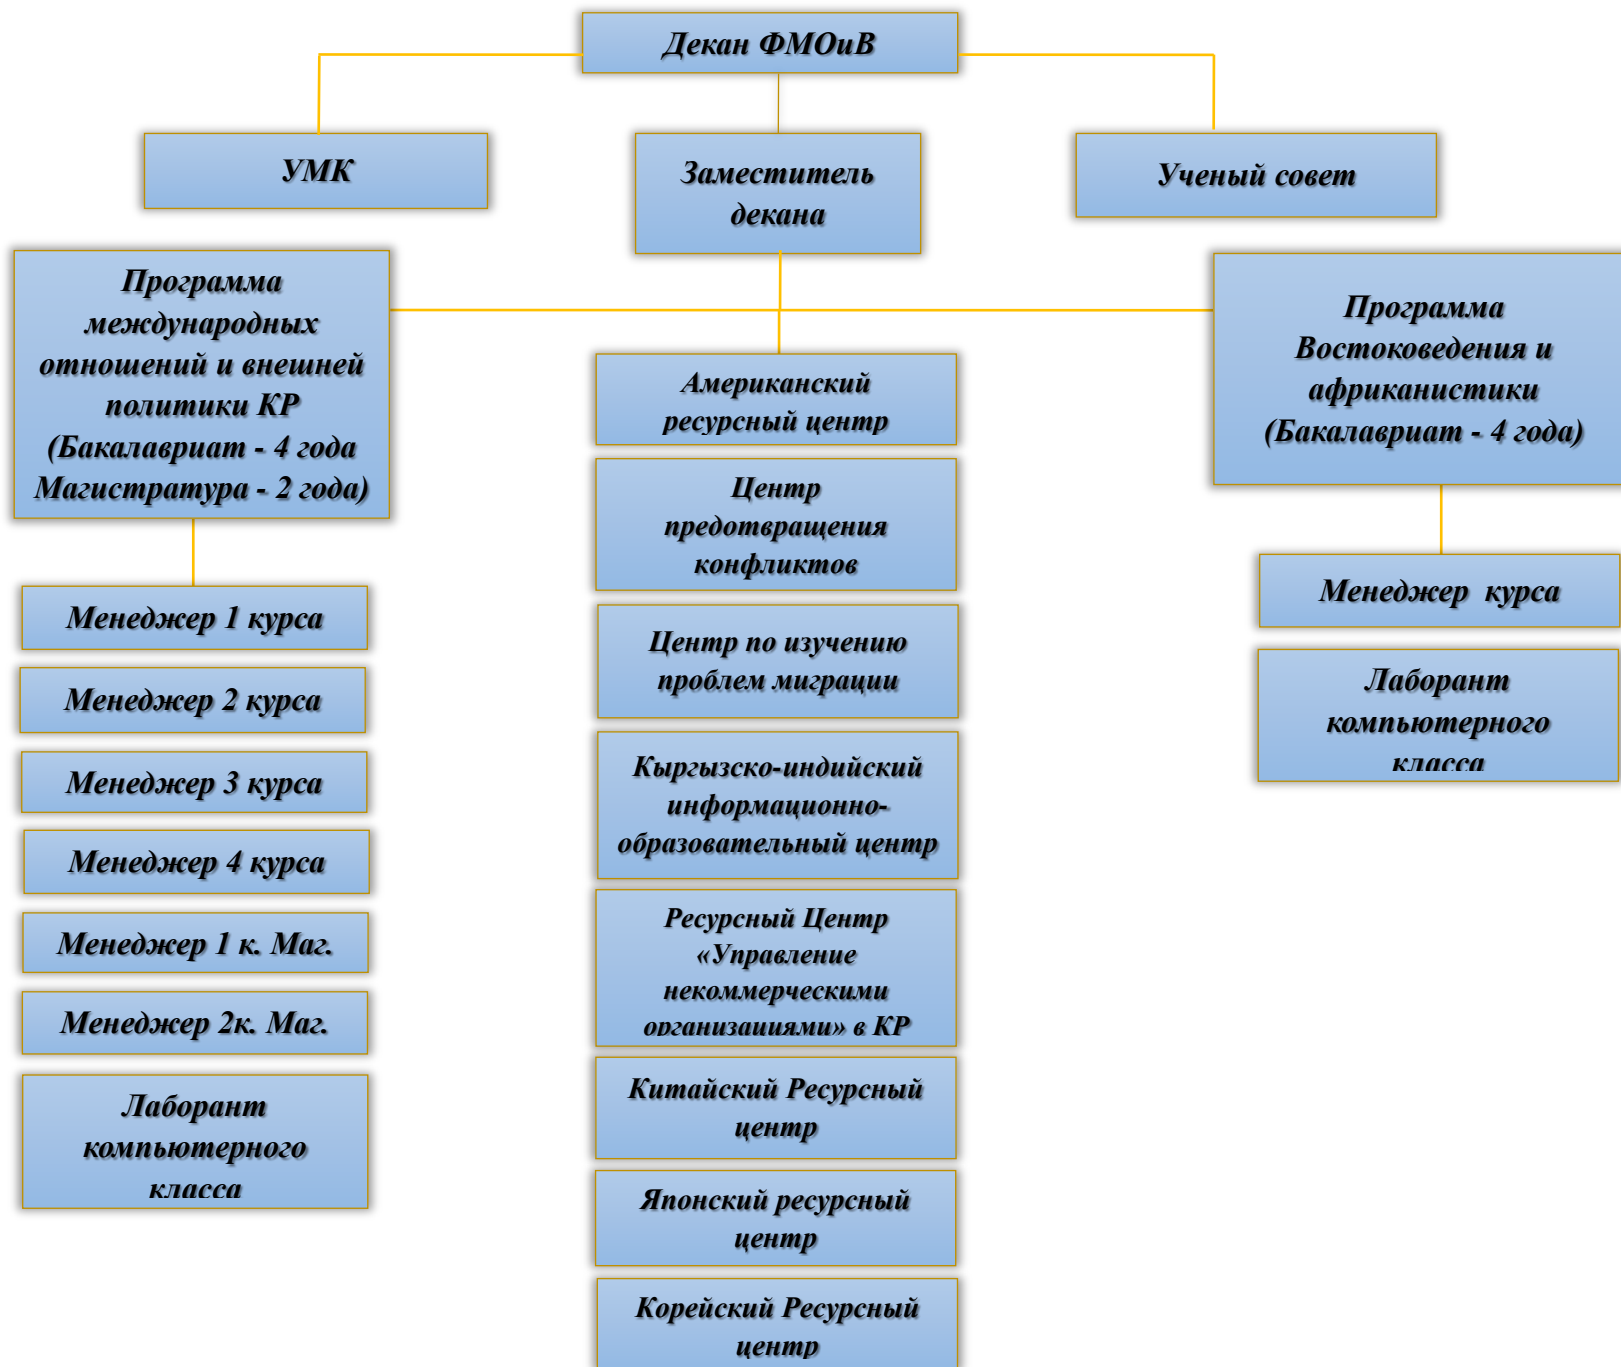 Декан ФМОиВ
УМК
Заместитель
декана
Ученый совет
Программа
международных
отношений и внешней
политики КР
(Бакалавриат - 4 года
Магистратура - 2 года)
Менеджер 1 курса
Менеджер 2 курса
Менеджер 3 курса
Менеджер 4 курса
Менеджер 1 к. Маг.
Менеджер 2к. Маг.
Лаборант
компьютерного
класса
Американский
ресурсный центр
Центр
предотвращения
конфликтов
Центр по изучению
проблем миграции
Кыргызско-индийский
информационно-
образовательный центр
Ресурсный Центр
«Управление
некоммерческими
организациями» в КР
Китайский Ресурсный
центр
Японский ресурсный
центр
Корейский Ресурсный
центр
Программа
Востоковедения и
африканистики
(Бакалавриат - 4 года)
Менеджер курса
Лаборант
компьютерного
класса